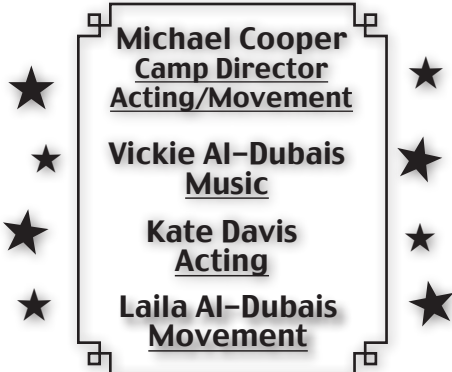 Michael Cooper
Camp Director
Acting/Movement
Vickie Al-Dubais
Music
Kate Davis
Acting
Laila Al-Dubais
Movement